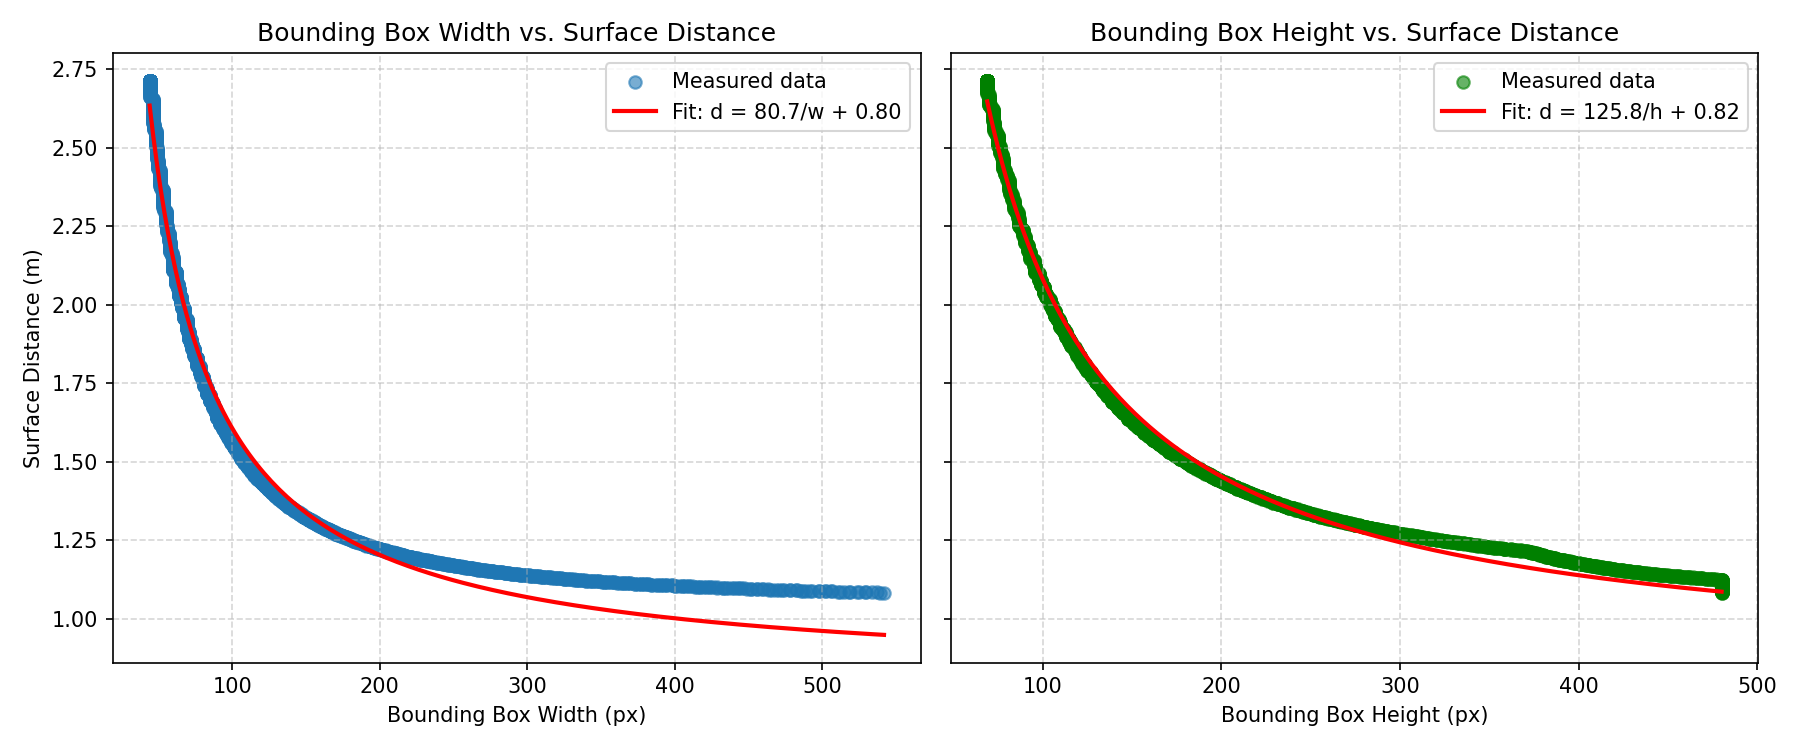 Bounding Box Width vs. Surface Distance
Measured data
Fit: d = 80.7/w + 0.80
Surface Distance (m)
2.75
2.50
2.25
2.00
1.75
1.50
1.25
1.00
100
200
300
400
500
Bounding Box Width (px)
Bounding Box Height vs. Surface Distance
Measured data
Fit: d = 125.8/h + 0.82
100
200
300
400
500
Bounding Box Height (px)